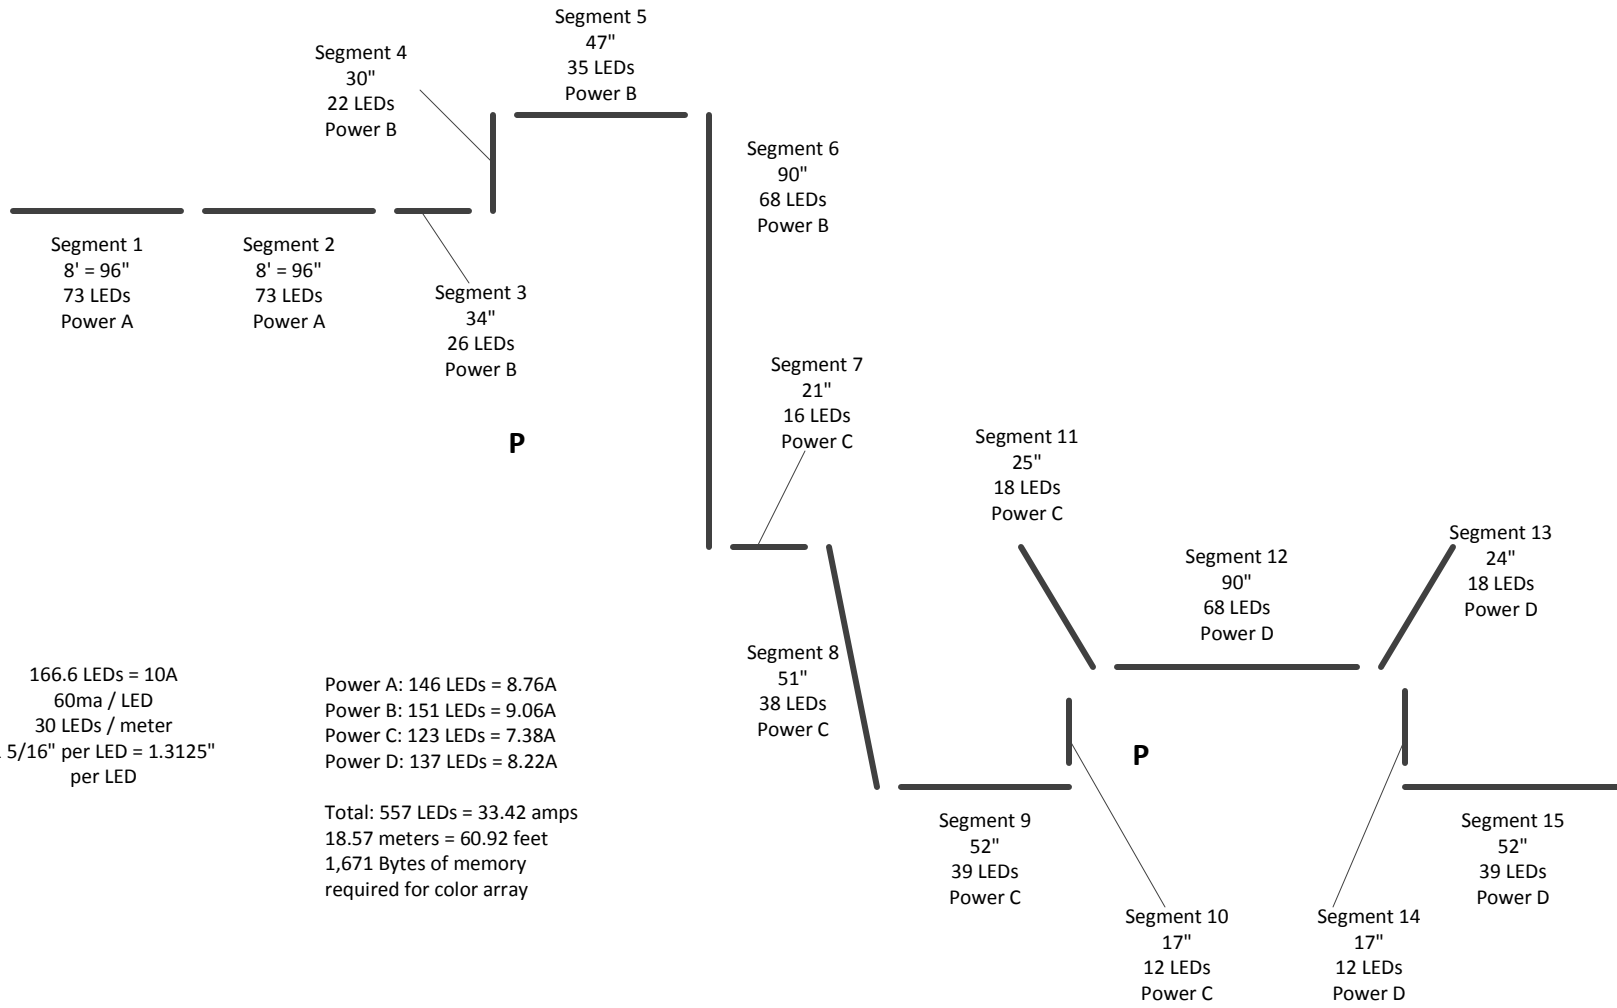 Segment 5
47"
35 LEDs
Power B
Segment 4
30"
22 LEDs
Power B
Segment 6
90"
68 LEDs
Power B
Segment 1
8' = 96"
73 LEDs
Power A
Segment 2
8' = 96"
73 LEDs
Power A
Segment 3
34"
26 LEDs
Power B
Segment 7
21"
16 LEDs
Power C
P
Segment 11
25"
18 LEDs
Power C
Segment 12
90"
68 LEDs
Power D
Segment 13
24"
18 LEDs
Power D
Segment 8
51"
38 LEDs
Power C
166.6 LEDs = 10A
60ma / LED
30 LEDs / meter
5/16" per LED = 1.3125"
per LED
Power A: 146 LEDs = 8.76A
Power B: 151 LEDs = 9.06A
Power C: 123 LEDs = 7.38A
Power D: 137 LEDs = 8.22A
Total: 557 LEDs = 33.42 amps
18.57 meters = 60.92 feet
1,671 Bytes of memory
required for color array
P
Segment 9
52"
39 LEDs
Power C
Segment 15
52"
39 LEDs
Power D
Segment 10
17"
12 LEDs
Power C
Segment 14
17"
12 LEDs
Power D